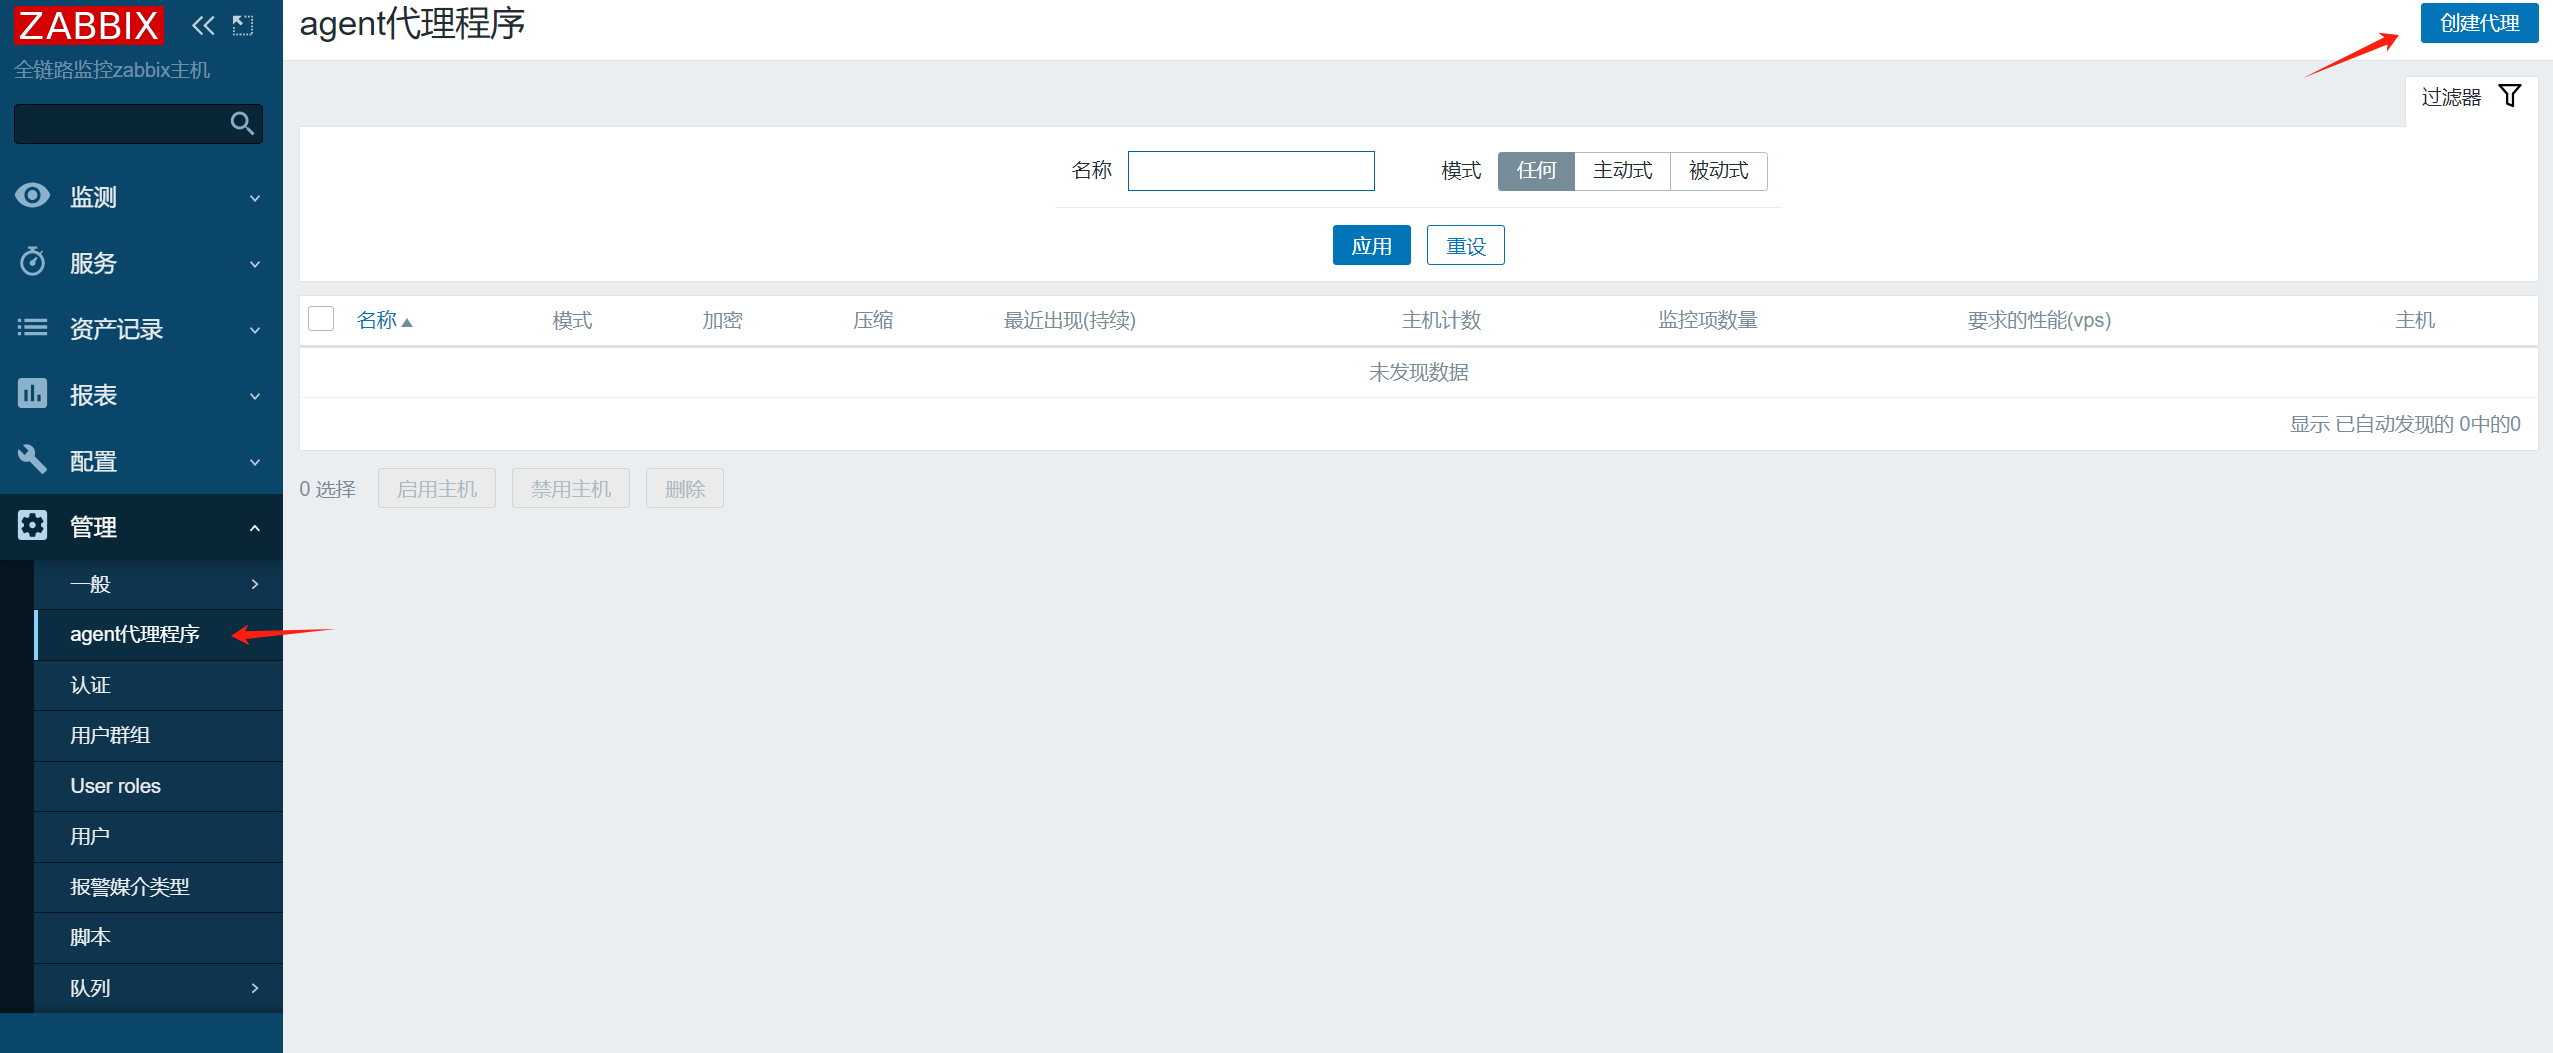 ZABBIX
全链路监控zabbix主机
监测
服务
资产记录
报表
配置
管理
一般
agent代理程序
认证
用户群组
User roles
用户
报警媒介类型
脚本
队列
agent代理程序
创建代理
过滤器
名称 模式 任何 主动式 被动式
应用 重设
名称 模式 加密 压缩 最近出现(持续) 主机计数 监控项数量 要求的性能(vps) 主机
未发现数据
显示 已自动发现的 0中的0
0 选择 启用主机 禁用主机 删除